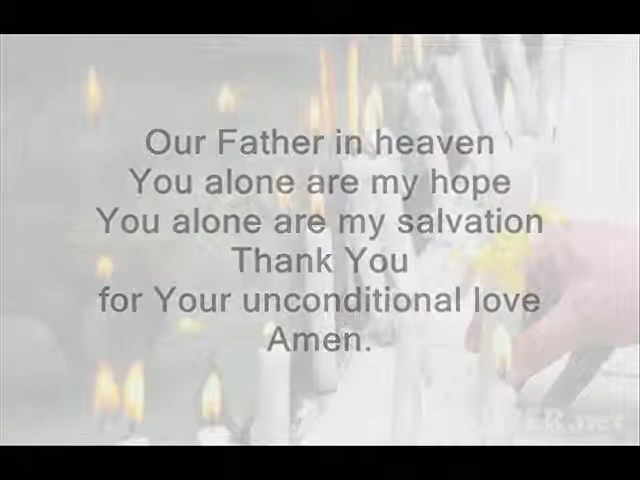 Our Father in heaven
You alone are my hope
You alone are my salvation
Thank You
for Your unconditional love
Amen.